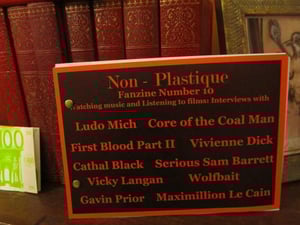 Non - Plastique
Fanzine Number 10
atching music and Listening to films: Interviews with
Ludo Mich Core of the Coal Man
First Blood Part II Vivienne Dick
Cathal Black Serious Sam Barrett
Vicky Langan Wolfbait
Gavin Prior Maximillion Le Cain
100